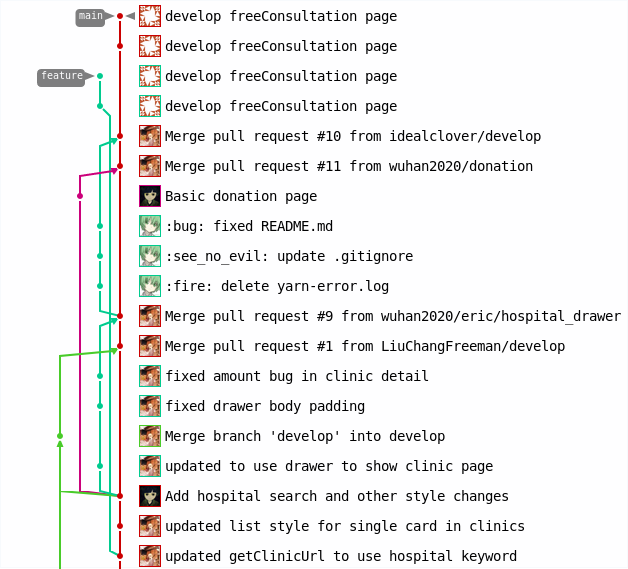 main
develop freeConsultation page
develop freeConsultation page
feature
develop freeConsultation page
develop freeConsultation page
Merge pull request #10 from idealclover/develop
Merge pull request #11 from wuhan2020/donation
Basic donation page
:bug: fixed README.md
:see_no_evil: update .gitignore
:fire: delete yarn-error.log
Merge pull request #9 from wuhan2020/eric/hospital_drawer
Merge pull request #1 from LiuChangFreeman/develop
fixed amount bug in clinic detail
fixed drawer body padding
Merge branch 'develop' into develop
updated to use drawer to show clinic page
Add hospital search and other style changes
updated list style for single card in clinics
updated getClinicUrl to use hospital keyword